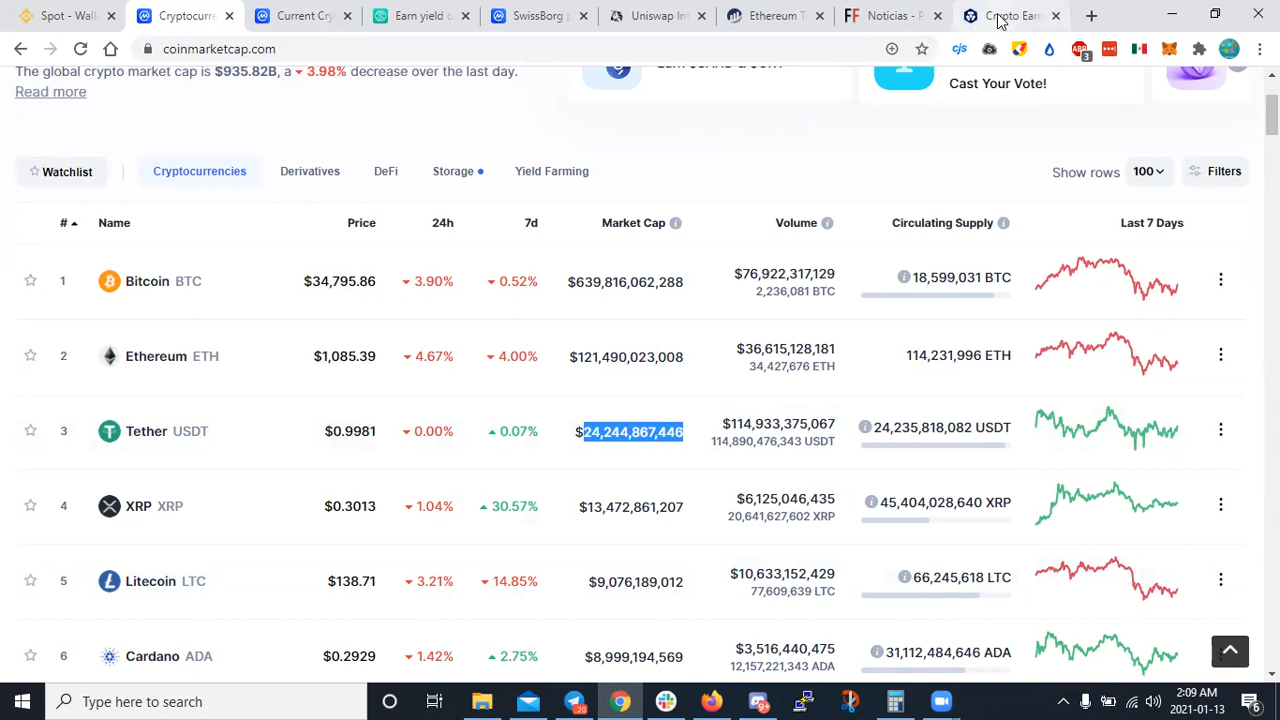 Spot - Wall
Cryptocurre
Current Cry
Earn yield o
SwissBorg p
Uniswap Int
Ethereum Ti
Noticias - P
Crypto Earn
coinmarketcap.com
The global crypto market cap is $935.82B, a 3.98% decrease over the last day.
Read more
Cast Your Vote!
Watchlist Cryptocurrencies Derivatives DeFi Storage Yield Farming Show rows 100 Filters
# Name Price 24h 7d Market Cap Volume Circulating Supply Last 7 Days
1 Bitcoin BTC $34,795.86 3.90% 0.52% $639,816,062,288 $76,922,317,129 18,599,031 BTC
2,236,081 BTC
2 Ethereum ETH $1,085.39 4.67% 4.00% $121,490,023,008 $36,615,128,181 114,231,996 ETH
34,427,676 ETH
3 Tether USDT $0.9981 0.00% 0.07% $24,244,867,446 $114,933,375,067 24,235,818,082 USDT
114,890,476,343 USDT
4 XRP XRP $0.3013 1.04% 30.57% $13,472,861,207 $6,125,046,435 45,404,028,640 XRP
20,641,627,602 XRP
5 Litecoin LTC $138.71 3.21% 14.85% $9,076,189,012 $10,633,152,429 66,245,618 LTC
77,609,639 LTC
6 Cardano ADA $0.2929 1.42% 2.75% $8,999,194,569 $3,516,440,475 31,112,484,646 ADA
12,157,221,343 ADA
Type here to search
2:09 AM
2021-01-13